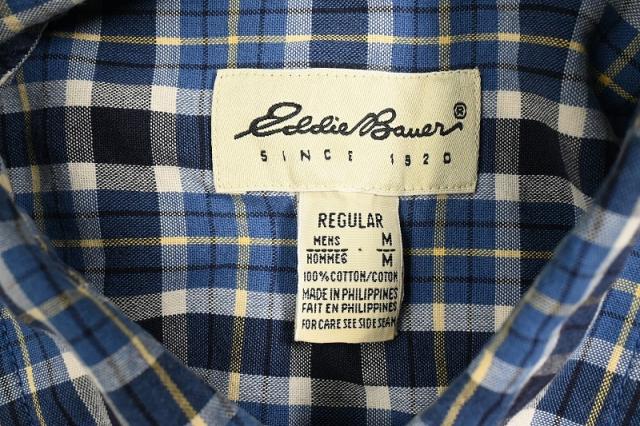 Eddie Bauer®
SINCE 1920
REGULAR
MENS M
HOMMES M
100% COTTON/COTON
MADE IN PHILIPPINES
FAIT EN PHILIPPINES
FOR CARE SEE SIDE SEAM